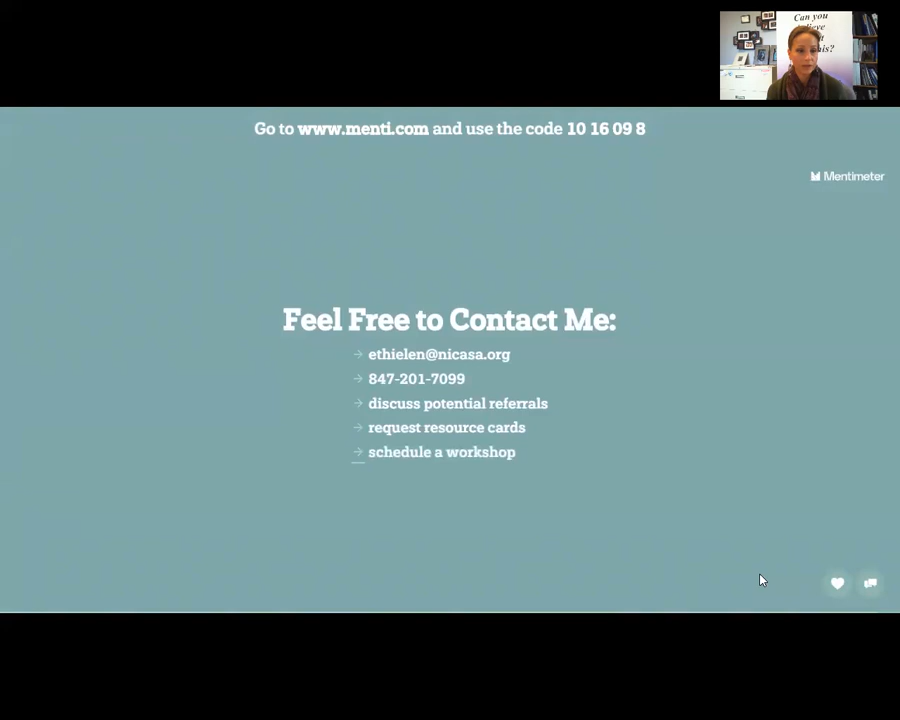 Can you
this?
Go to www.menti.com and use the code 10 16 09 8
Mentimeter
Feel Free to Contact Me:
→ ethielen@nicasa.org
→ 847-201-7099
→ discuss potential referrals
→ request resource cards
→ schedule a workshop